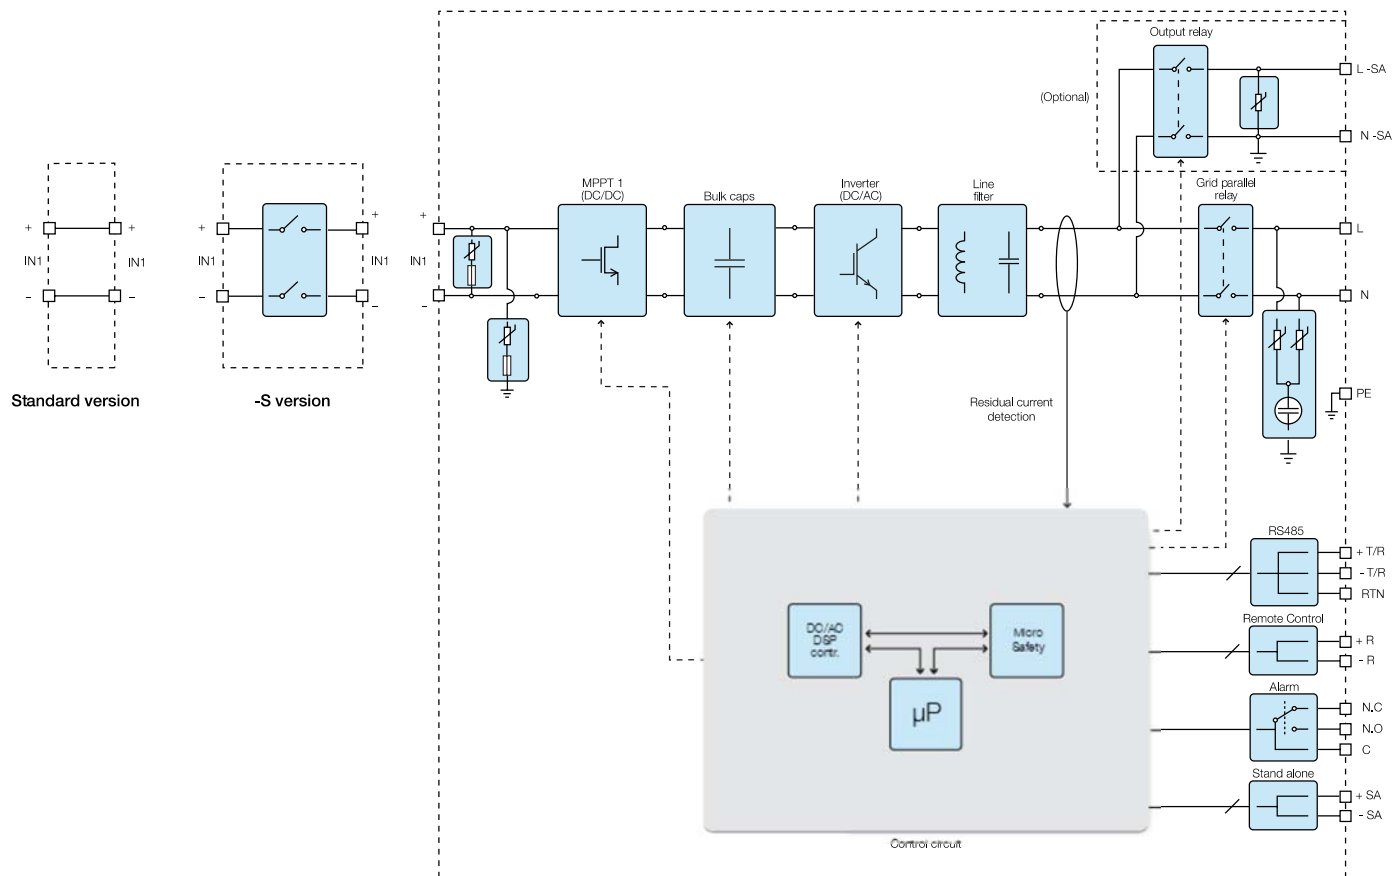 Output relay
L -SA
(Optional)
N -SA
MPPT 1
(DC/DC)
Bulk caps
Inverter
(DC/AC)
Line
filter
Grid parallel
relay
+
+
IN1
IN1
-
-
+
+
IN1
IN1
-
-
+
IN1
-
L
N
Standard version
-S version
Residual current
detection
PE
RS485
+ T/R
- T/R
RTN
Remote Control
+ R
- R
DC/AC
DSP
contr.
Micro
Safety
µP
Alarm
N.C
N.O
C
Stand alone
+ SA
- SA
Control circuit